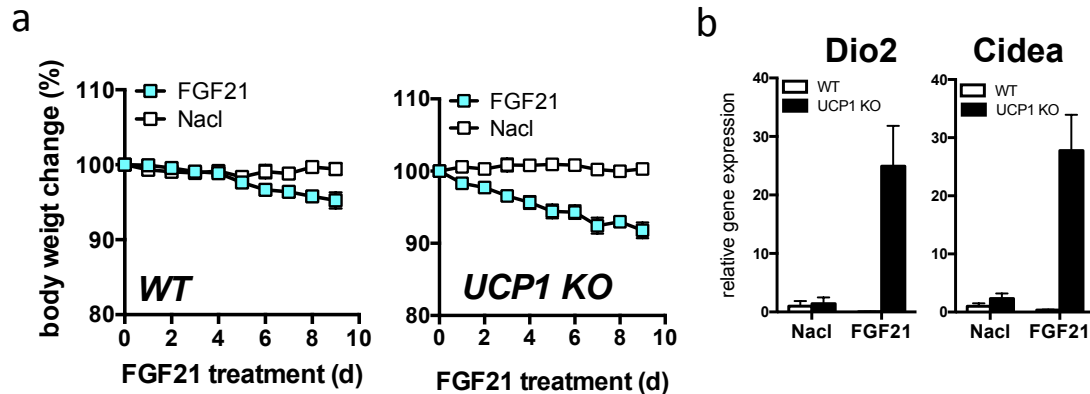 a
body weigt change (%)
110
100
90
80
FGF21
Nacl
WT
0 2 4 6 8 10
FGF21 treatment (d)
110
100
90
80
FGF21
Nacl
UCP1 KO
0 2 4 6 8 10
FGF21 treatment (d)
b
Dio2
relative gene expression
40
30
20
10
0
WT
UCP1 KO
Nacl FGF21
Cidea
40
30
20
10
0
WT
UCP1 KO
Nacl FGF21